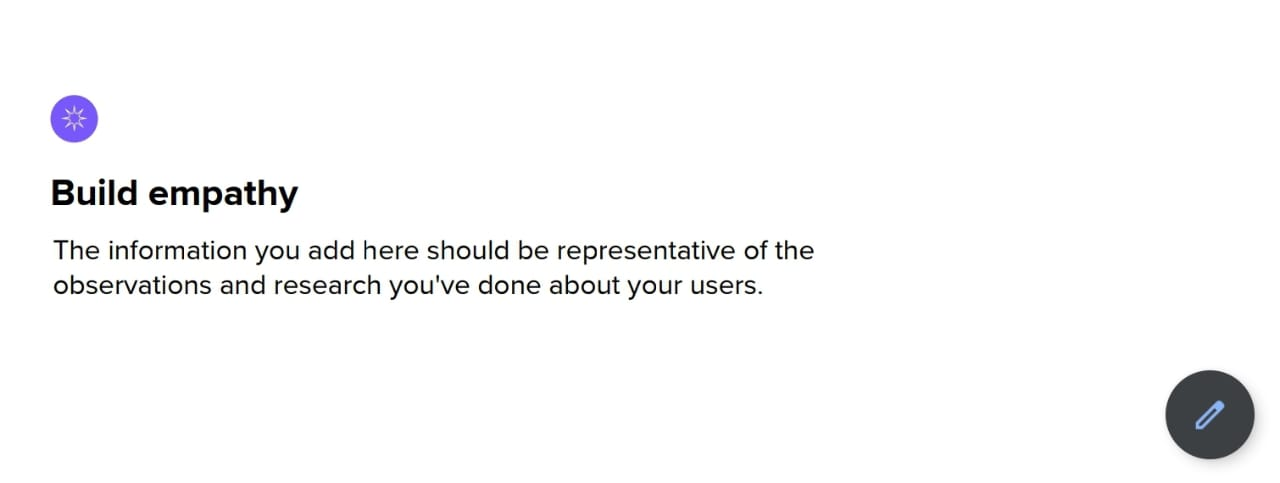 Build empathy
The information you add here should be representative of the
observations and research you've done about your users.